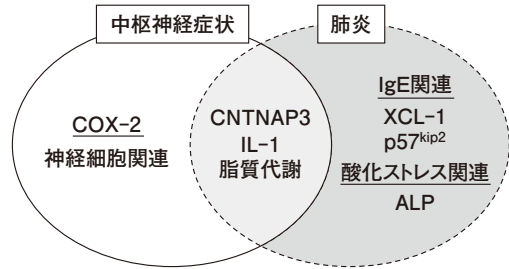 中枢神経症状
肺炎
COX-2
神経細胞関連
CNTNAP3
IL-1
脂質代謝
IgE関連
XCL-1
p57kip2
酸化ストレス関連
ALP